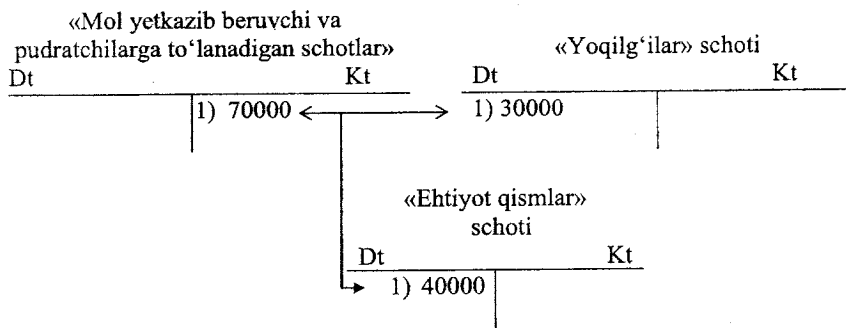 «Mol yetkazib beruvchi va
pudratchilarga to‘lanadigan schotlar»
Dt Kt
1) 70000
«Yoqilg‘ilar» schoti
Dt Kt
1) 30000
«Ehtiyot qismlar»
schoti
Dt Kt
1) 40000